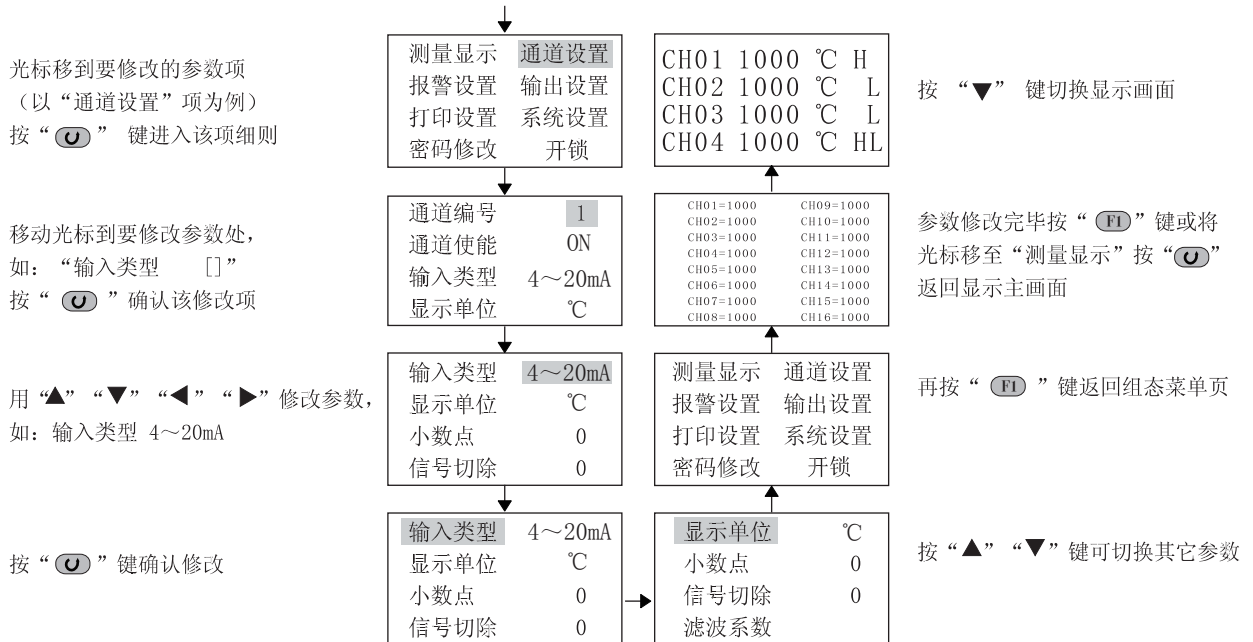 光标移到要修改的参数项
（以“通道设置”项为例）
按“ ” 键进入该项细则
测量显示 通道设置
报警设置 输出设置
打印设置 系统设置
密码修改 开锁
移动光标到要修改参数处，
如：“输入类型 []”
按“ ”确认该修改项
通道编号 1
通道使能 ON
输入类型 4～20mA
显示单位 ℃
用“▲”“▼”“◀”“▶”修改参数，
如：输入类型 4～20mA
输入类型 4～20mA
显示单位 ℃
小数点 0
信号切除 0
按“ ”键确认修改
输入类型 4～20mA
显示单位 ℃
小数点 0
信号切除 0
显示单位 ℃
小数点 0
信号切除 0
滤波系数
按“▲”“▼”键可切换其它参数
测量显示 通道设置
报警设置 输出设置
打印设置 系统设置
密码修改 开锁
再按“ F1 ”键返回组态菜单页
CH01=1000 CH09=1000
CH02=1000 CH10=1000
CH03=1000 CH11=1000
CH04=1000 CH12=1000
CH05=1000 CH13=1000
CH06=1000 CH14=1000
CH07=1000 CH15=1000
CH08=1000 CH16=1000
参数修改完毕按“ F1 ”键或将
光标移至“测量显示”按“ ”
返回显示主画面
CH01 1000 ℃ H
CH02 1000 ℃ L
CH03 1000 ℃ L
CH04 1000 ℃ HL
按 “▼” 键切换显示画面